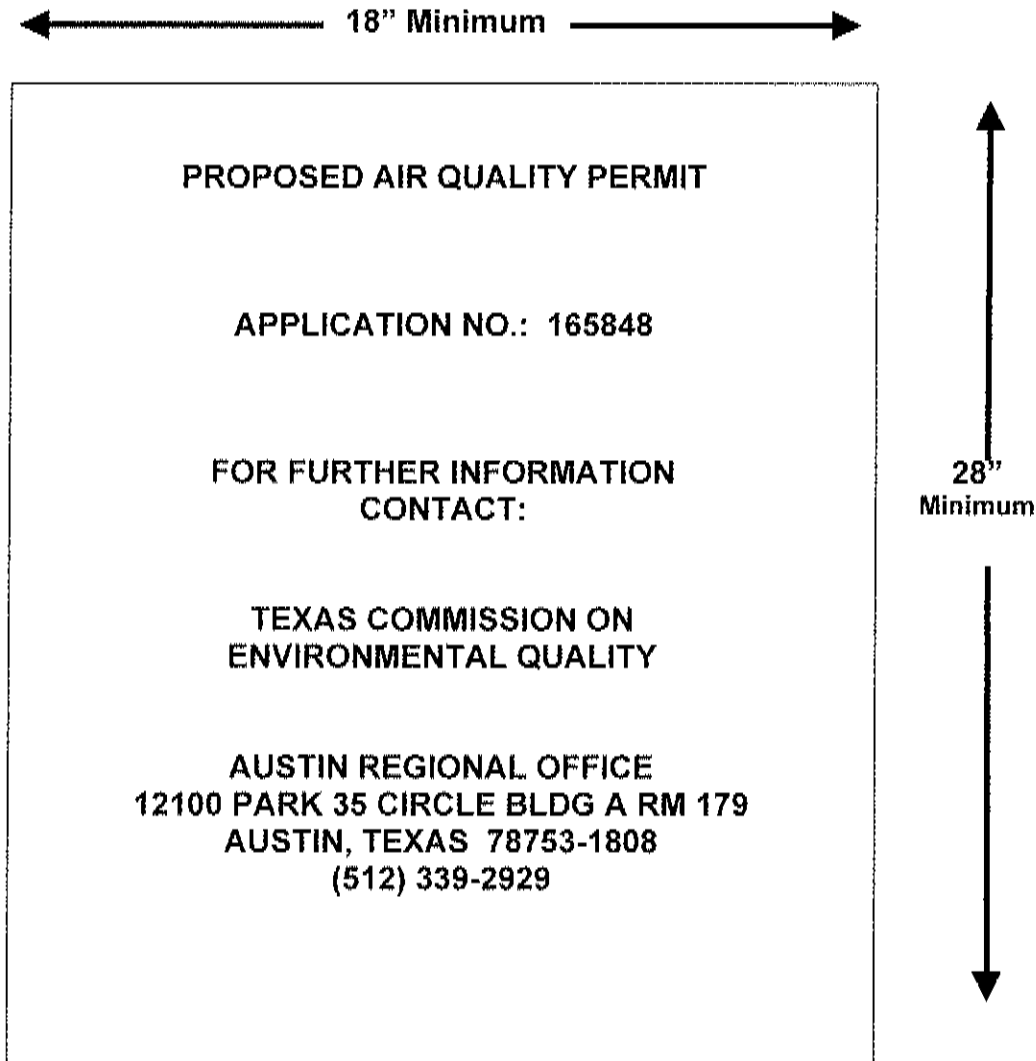 18” Minimum
PROPOSED AIR QUALITY PERMIT
APPLICATION NO.: 165848
FOR FURTHER INFORMATION
CONTACT:
28”
Minimum
TEXAS COMMISSION ON
ENVIRONMENTAL QUALITY
AUSTIN REGIONAL OFFICE
12100 PARK 35 CIRCLE BLDG A RM 179
AUSTIN, TEXAS 78753-1808
(512) 339-2929